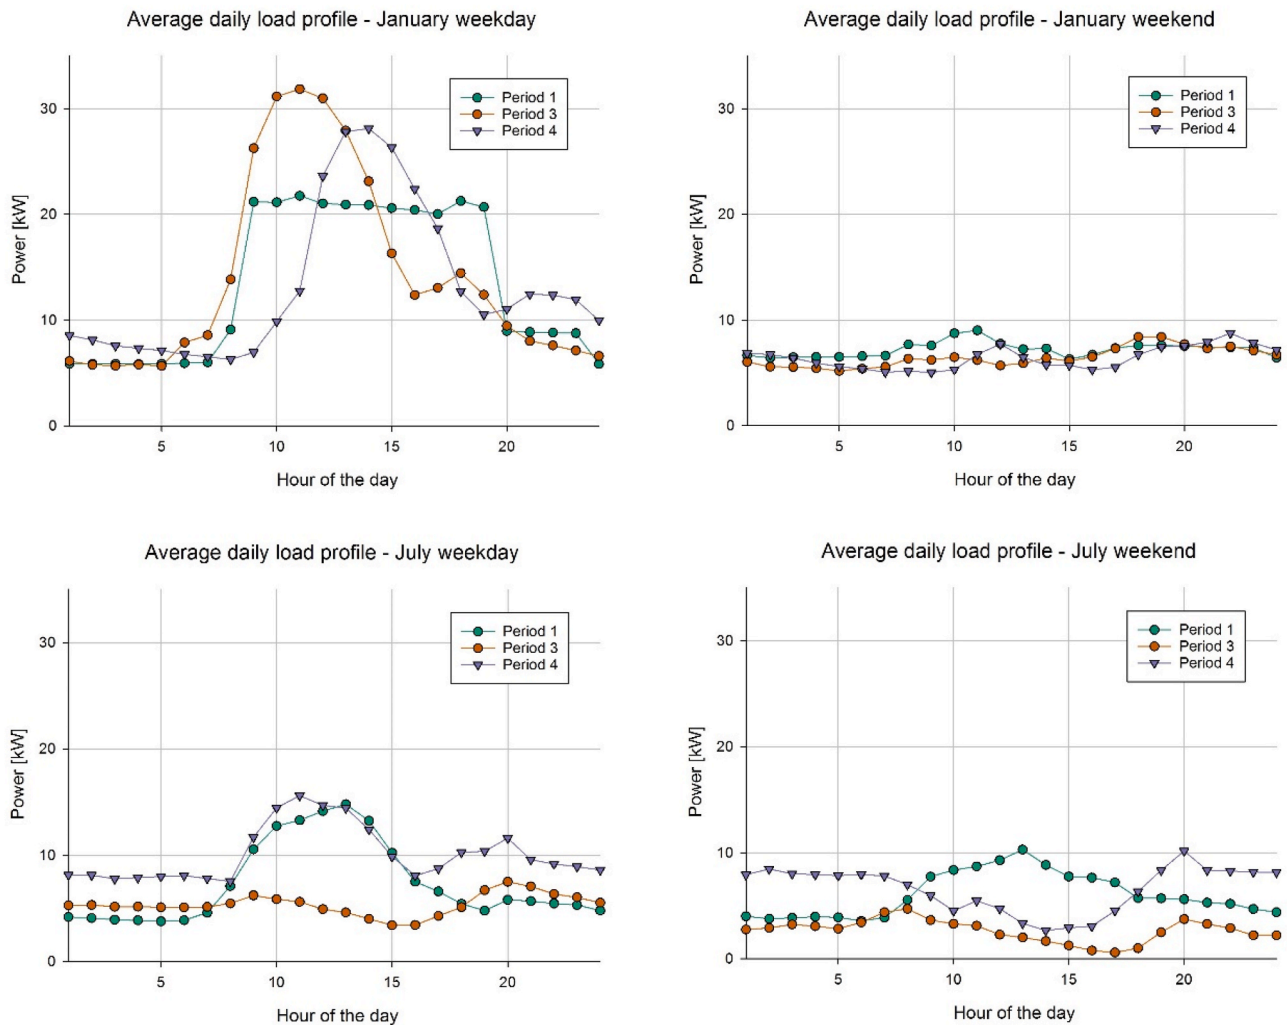 Average daily load profile - January weekday
30
20
10
0
Power [kW]
Period 1
Period 3
Period 4
5
10
15
20
Hour of the day
Average daily load profile - January weekend
30
20
10
0
Power [kW]
Period 1
Period 3
Period 4
5
10
15
20
Hour of the day
Average daily load profile - July weekday
30
20
10
0
Power [kW]
Period 1
Period 3
Period 4
5
10
15
20
Hour of the day
Average daily load profile - July weekend
30
20
10
0
Power [kW]
Period 1
Period 3
Period 4
5
10
15
20
Hour of the day